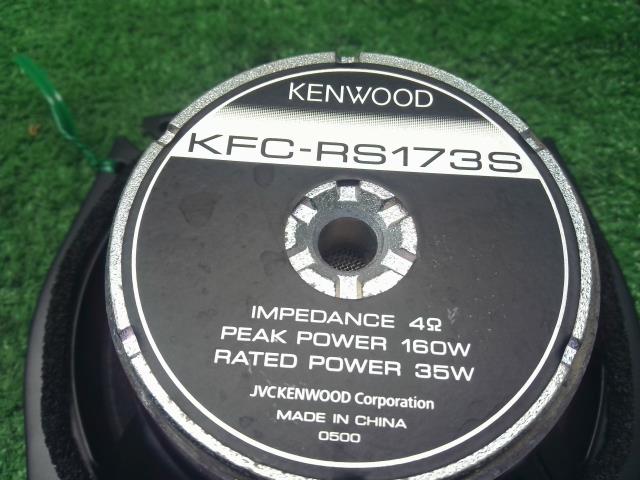 KENWOOD
KFC-RS173S
IMPEDANCE 4Ω
PEAK POWER 160W
RATED POWER 35W
JVCKENWOOD Corporation
MADE IN CHINA
0500